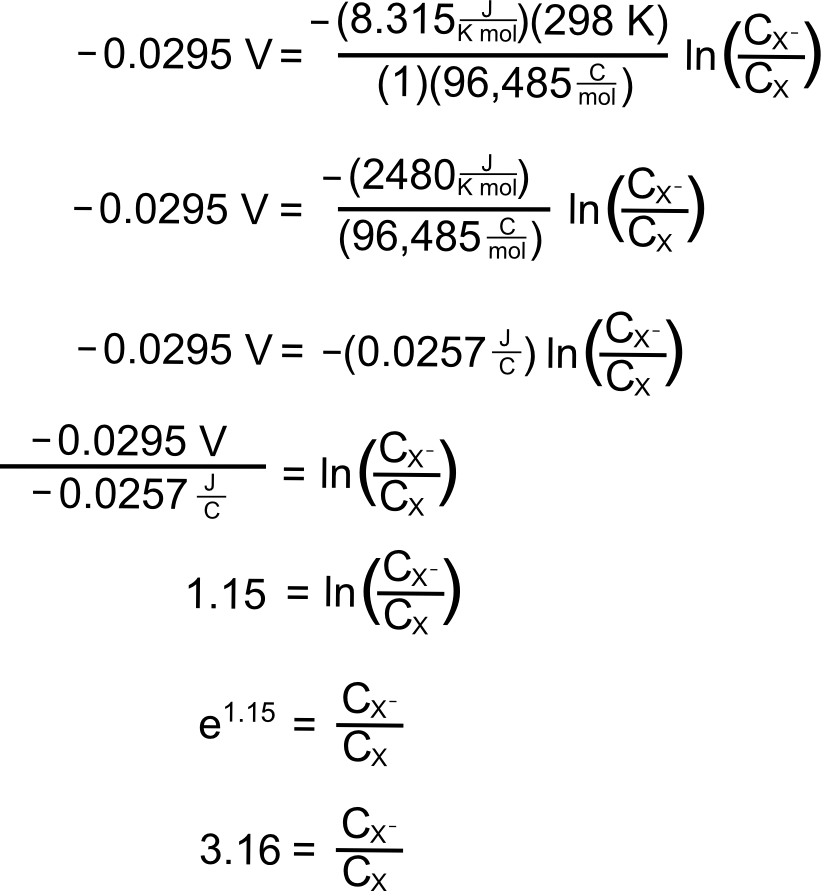 −0.0295 V = −(8.315 J/K mol)(298 K) / (1)(96,485 C/mol) ln(C_X⁻/C_X)
−0.0295 V = −(2480 J/K mol) / (96,485 C/mol) ln(C_X⁻/C_X)
−0.0295 V = −(0.0257 J/C) ln(C_X⁻/C_X)
−0.0295 V / −0.0257 J/C = ln(C_X⁻/C_X)
1.15 = ln(C_X⁻/C_X)
e^1.15 = C_X⁻/C_X
3.16 = C_X⁻/C_X